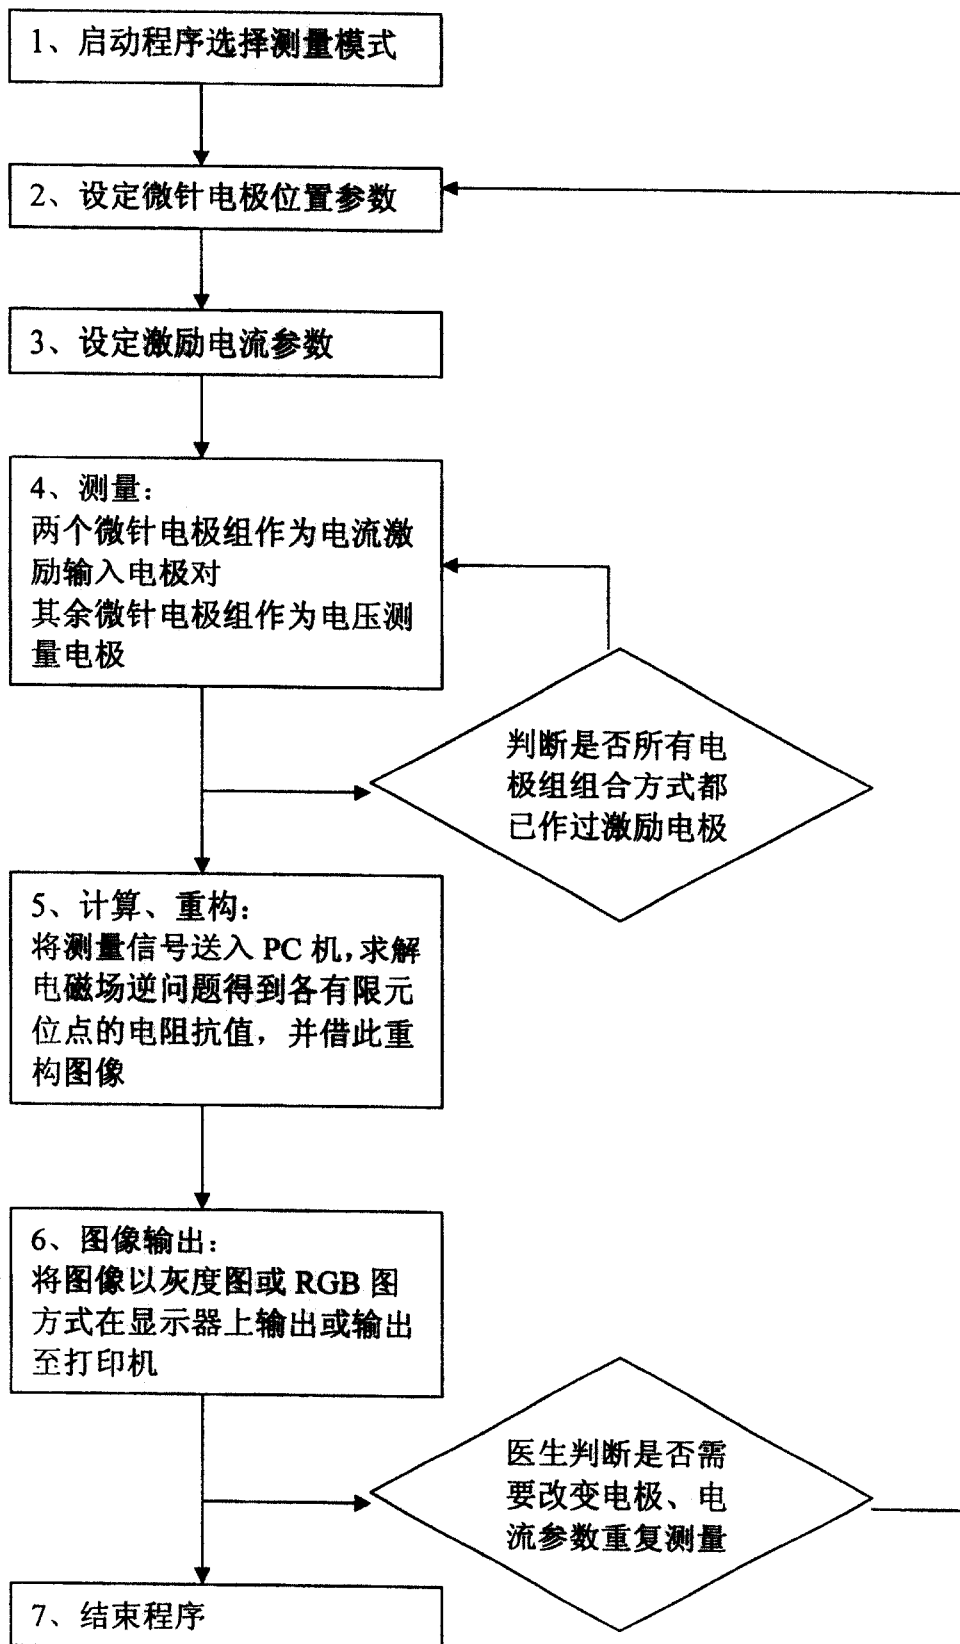 1、启动程序选择测量模式
2、设定微针电极位置参数
3、设定激励电流参数
4、测量：
两个微针电极组作为电流激
励输入电极对
其余微针电极组作为电压测
量电极
判断是否所有电
极组组合方式都
已作过激励电极
5、计算、重构：
将测量信号送入 PC 机，求解
电磁场逆问题得到各有限元
位点的电阻抗值，并借此重
构图像
6、图像输出：
将图像以灰度图或 RGB 图
方式在显示器上输出或输出
至打印机
医生判断是否需
要改变电极、电
流参数重复测量
7、结束程序